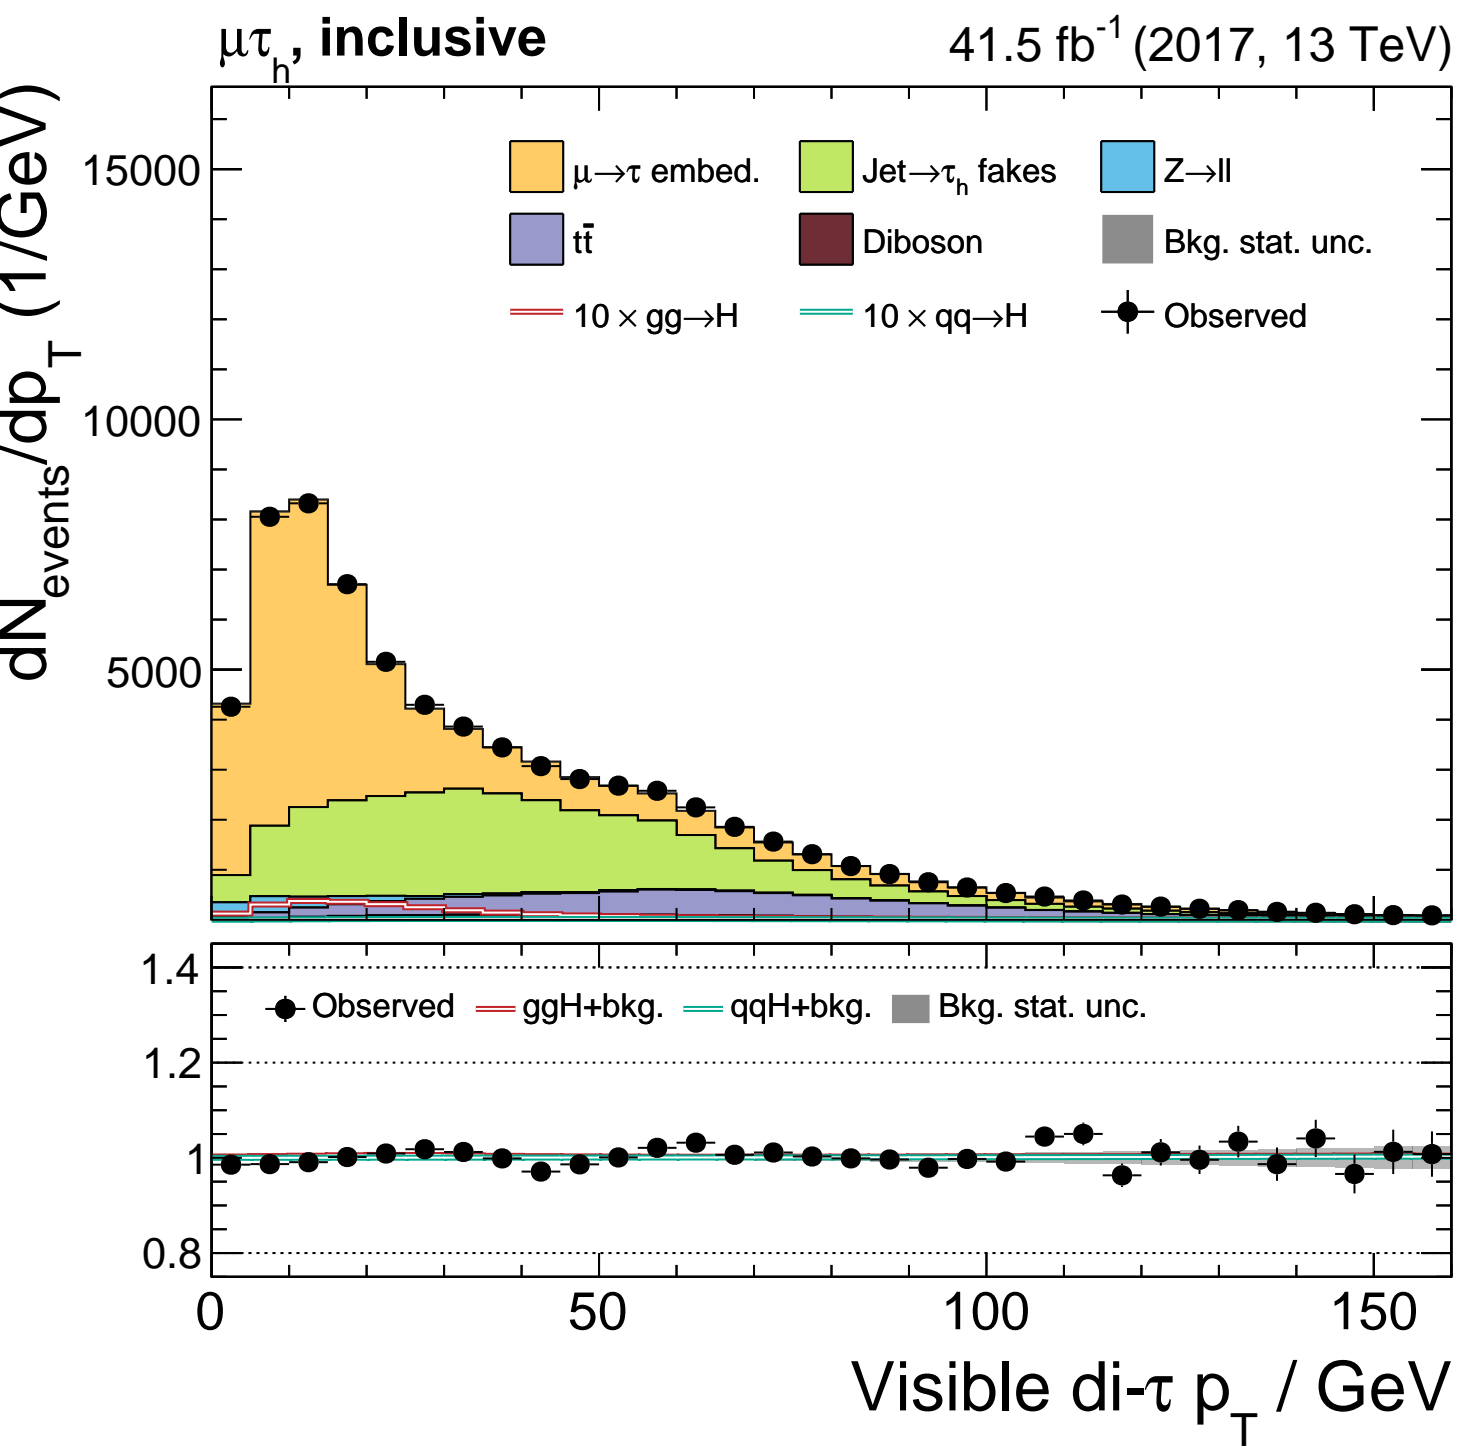 μτh, inclusive 41.5 fb-1 (2017, 13 TeV)
dNevents/dpT (1/GeV)
15000
10000
5000
μ→τ embed. Jet→τh fakes Z→ll
tt̄ Diboson Bkg. stat. unc.
10 × gg→H 10 × qq→H Observed
1.4
1.2
1
0.8
Observed ggH+bkg. qqH+bkg. Bkg. stat. unc.
0 50 100 150
Visible di-τ pT / GeV